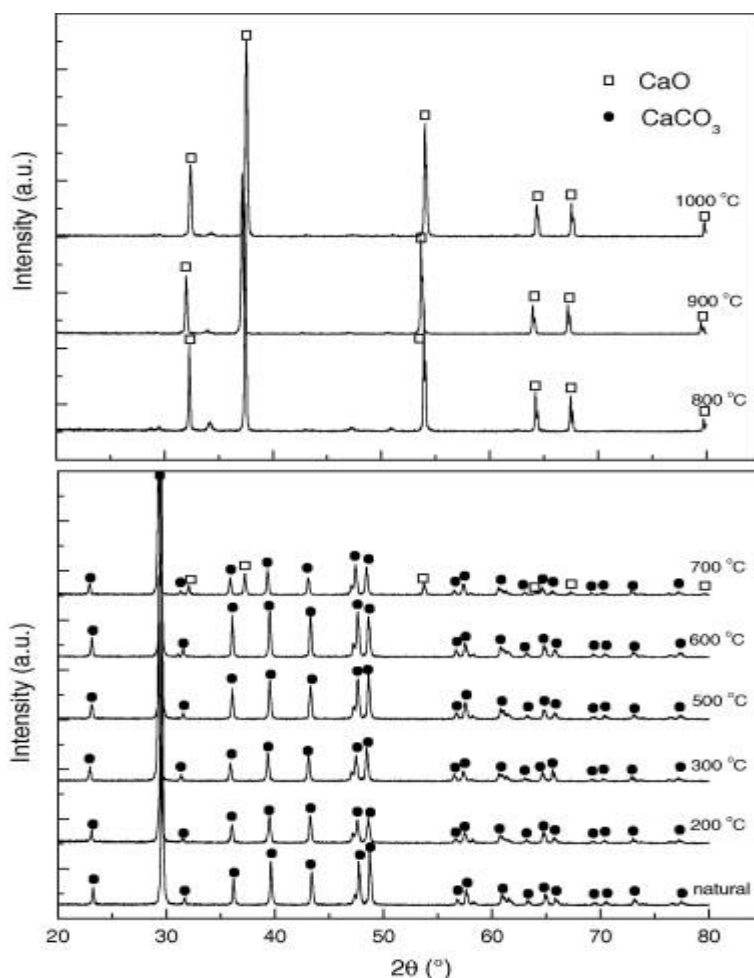 Intensity (a.u.)
CaO
CaCO₃
1000 °C
900 °C
800 °C
Intensity (a.u.)
700 °C
600 °C
500 °C
300 °C
200 °C
natural
20 30 40 50 60 70 80
2θ (°)